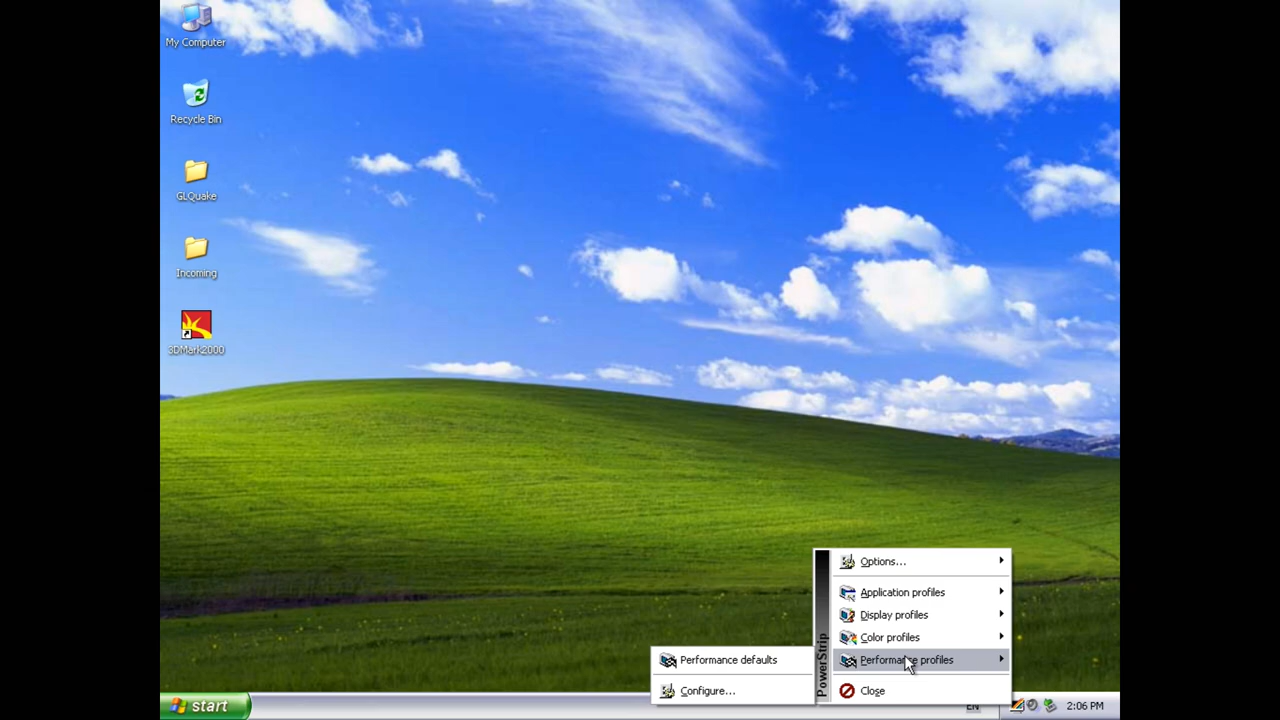 My Computer
Recycle Bin
GLQuake
Incoming
3DMark2000
Options...
Application profiles
Display profiles
Color profiles
Performance profiles
Close
PowerStrip
Performance defaults
Configure...
start
EN
2:06 PM